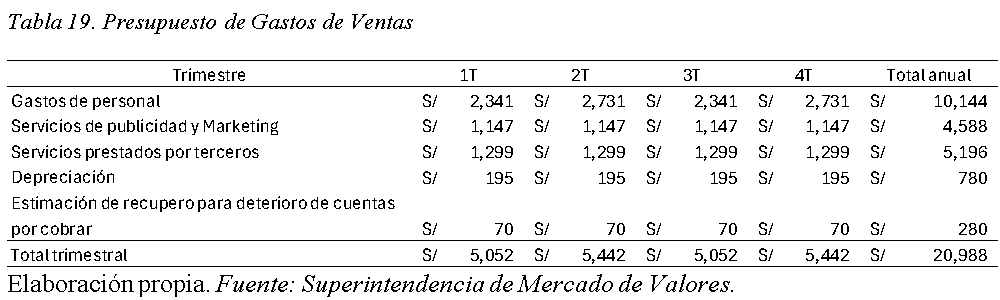 Tabla 19. Presupuesto de Gastos de Ventas
Trimestre 1T 2T 3T 4T Total anual
Gastos de personal S/ 2,341 S/ 2,731 S/ 2,341 S/ 2,731 S/ 10,144
Servicios de publicidad y Marketing S/ 1,147 S/ 1,147 S/ 1,147 S/ 1,147 S/ 4,588
Servicios prestados por terceros S/ 1,299 S/ 1,299 S/ 1,299 S/ 1,299 S/ 5,196
Depreciación S/ 195 S/ 195 S/ 195 S/ 195 S/ 780
Estimación de recupero para deterioro de cuentas
por cobrar S/ 70 S/ 70 S/ 70 S/ 70 S/ 280
Total trimestral S/ 5,052 S/ 5,442 S/ 5,052 S/ 5,442 S/ 20,988
Elaboración propia. Fuente: Superintendencia de Mercado de Valores.